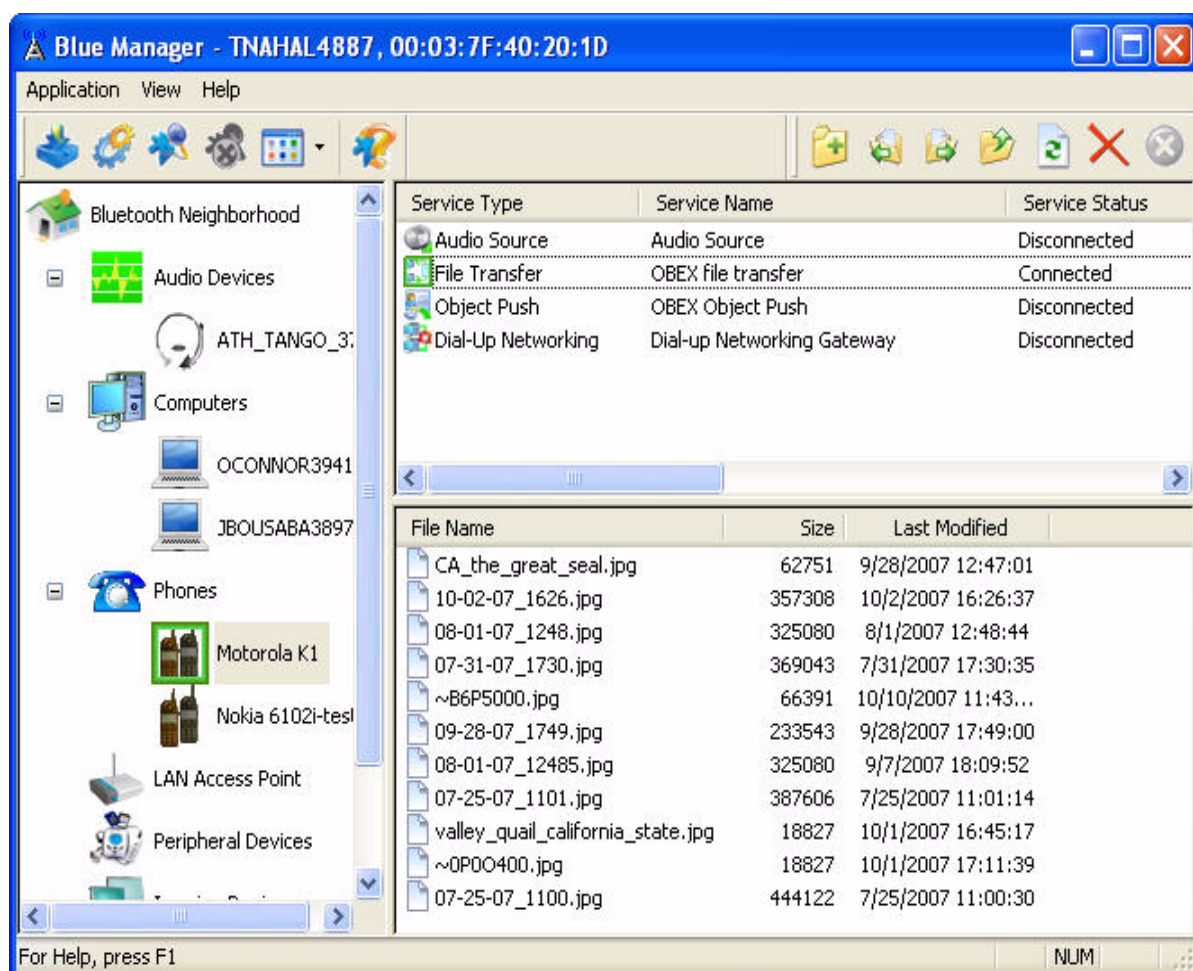 Blue Manager - TNAHAL4887, 00:03:7F:40:20:1D
Application View Help
Bluetooth Neighborhood
Audio Devices
ATH_TANGO_3
Computers
OCONNOR3941
JBOUSABA3897
Phones
Motorola K1
Nokia 6102i-test
LAN Access Point
Peripheral Devices
Service Type Service Name Service Status
Audio Source Audio Source Disconnected
File Transfer OBEX file transfer Connected
Object Push OBEX Object Push Disconnected
Dial-Up Networking Dial-up Networking Gateway Disconnected
File Name Size Last Modified
CA_the_great_seal.jpg 62751 9/28/2007 12:47:01
10-02-07_1626.jpg 357308 10/2/2007 16:26:37
08-01-07_1248.jpg 325080 8/1/2007 12:48:44
07-31-07_1730.jpg 369043 7/31/2007 17:30:35
~B6P5000.jpg 66391 10/10/2007 11:43...
09-28-07_1749.jpg 233543 9/28/2007 17:49:00
08-01-07_12485.jpg 325080 9/7/2007 18:09:52
07-25-07_1101.jpg 387606 7/25/2007 11:01:14
valley_quail_california_state.jpg 18827 10/1/2007 16:45:17
~0P0O400.jpg 18827 10/1/2007 17:11:39
07-25-07_1100.jpg 444122 7/25/2007 11:00:30
For Help, press F1
NUM